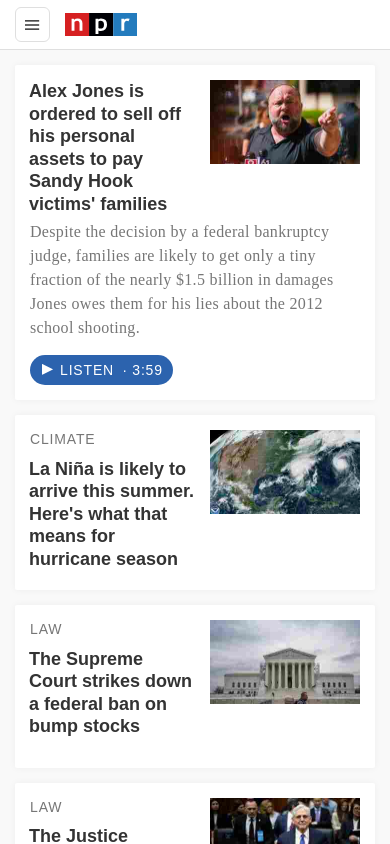 npr
Alex Jones is
ordered to sell off
his personal
assets to pay
Sandy Hook
victims' families
Despite the decision by a federal bankruptcy
judge, families are likely to get only a tiny
fraction of the nearly $1.5 billion in damages
Jones owes them for his lies about the 2012
school shooting.
LISTEN · 3:59
CLIMATE
La Niña is likely to
arrive this summer.
Here's what that
means for
hurricane season
LAW
The Supreme
Court strikes down
a federal ban on
bump stocks
LAW
The Justice